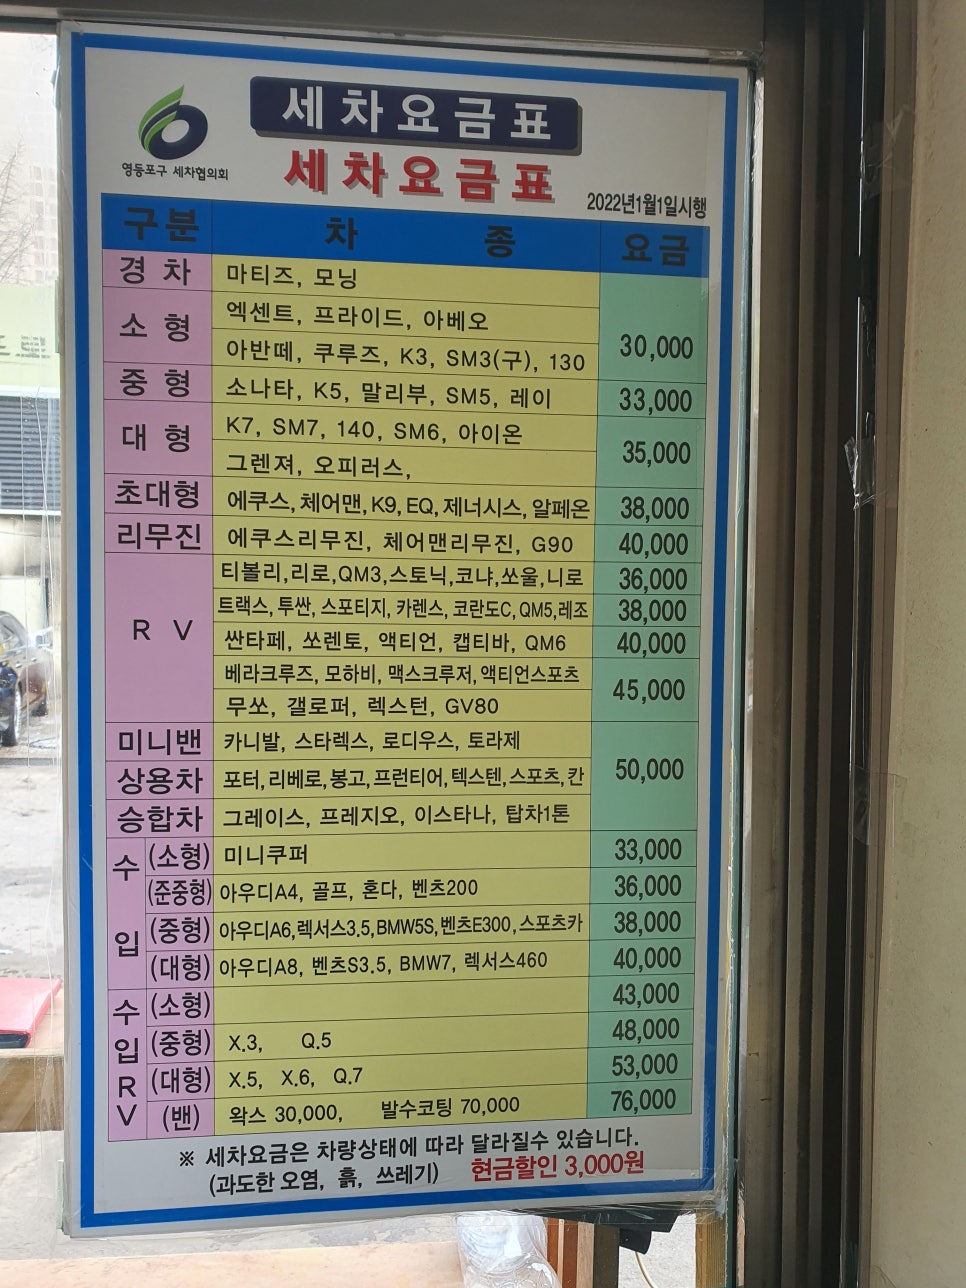 세차요금표
세차요금표
영등포구 세차협의회
2022년1월1일시행
구분 차 종 요금
경 차 마티즈, 모닝
소 형 엑센트, 프라이드, 아베오
아반떼, 쿠루즈, K3, SM3(구), 130 30,000
중 형 소나타, K5, 말리부, SM5, 레이 33,000
대 형 K7, SM7, 140, SM6, 아이온
그렌져, 오피러스, 35,000
초대형 에쿠스, 체어맨, K9, EQ, 제너시스, 알페온 38,000
리무진 에쿠스리무진, 체어맨리무진, G90 40,000
R V 티볼리,리로,QM3,스토닉,코냐,쏘울,니로 36,000
트랙스, 투싼, 스포티지, 카렌스, 코란도C, QM5,레조 38,000
싼타페, 쏘렌토, 액티언, 캡티바, QM6 40,000
베라크루즈, 모하비, 맥스크루저,액티언스포츠 45,000
무쏘, 갤로퍼, 렉스턴, GV80
미니밴 카니발, 스타렉스, 로디우스, 토라제
상용차 포터,리베로,봉고,프런티어,텍스텐,스포츠,칸 50,000
승합차 그레이스, 프레지오, 이스타나, 탑차1톤
수입 (소형) 미니쿠퍼 33,000
(준중형) 아우디A4, 골프, 혼다, 벤츠200 36,000
(중형) 아우디A6,렉서스3.5,BMW5S,벤츠E300,스포츠카 38,000
(대형) 아우디A8, 벤츠S3.5, BMW7, 렉서스460 40,000
수입RV (소형) 43,000
(중형) X.3, Q.5 48,000
(대형) X.5, X.6, Q.7 53,000
(밴) 왁스 30,000, 발수코팅 70,000 76,000
※ 세차요금은 차량상태에 따라 달라질수 있습니다.
(과도한 오염, 흙, 쓰레기) 현금할인 3,000원